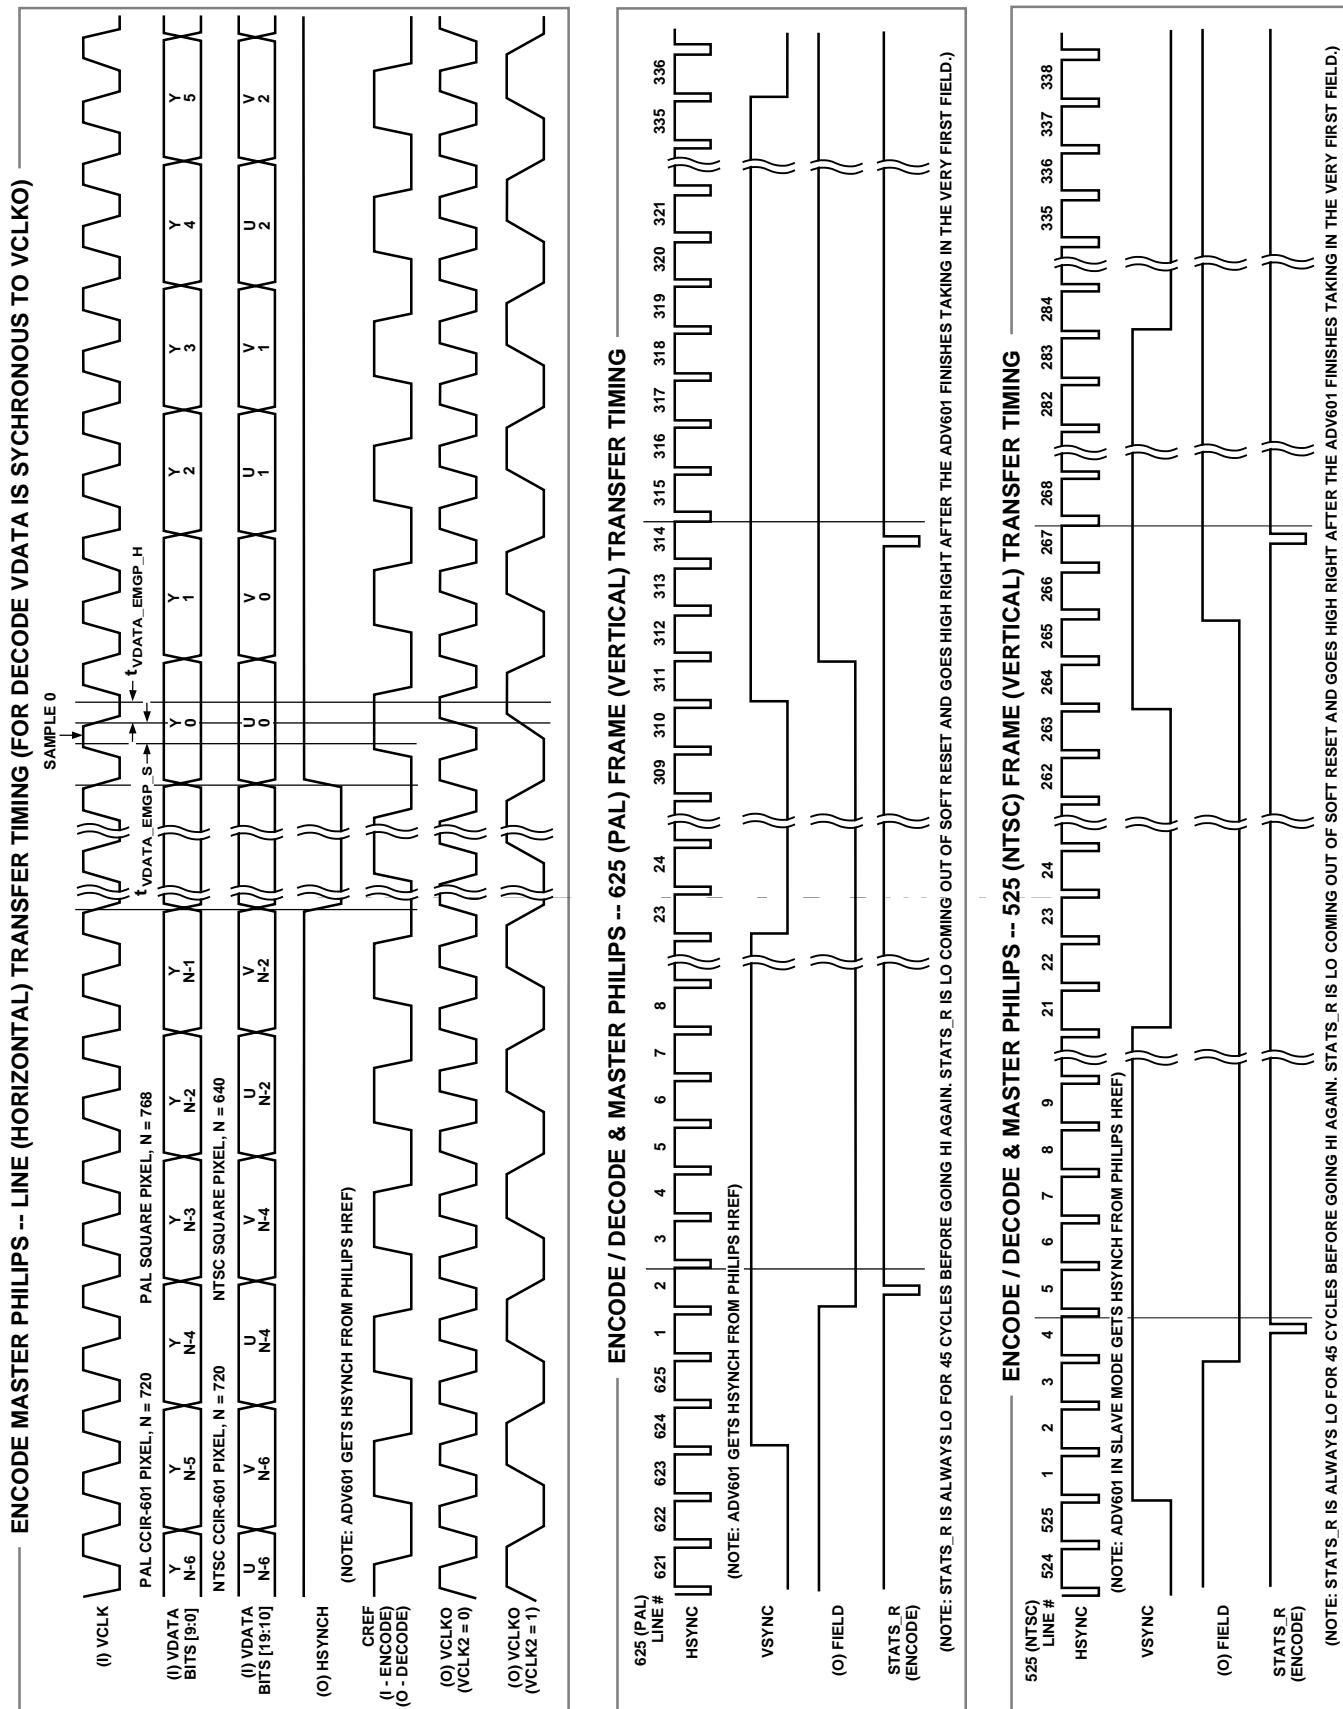 ENCODE MASTER PHILIPS -- LINE (HORIZONTAL) TRANSFER TIMING (FOR DECODE VDATA IS SYCHRONOUS TO VCLKO)
SAMPLE 0
(I) VCLK
tVDATA_EMGP_S
tVDATA_EMGP_H
PAL CCIR-601 PIXEL, N = 720
PAL SQUARE PIXEL, N = 768
(I) VDATA
BITS [9:0]
Y N-6
Y N-5
Y N-4
Y N-3
Y N-2
Y N-1
Y 0
Y 1
Y 2
Y 3
Y 4
Y 5
NTSC CCIR-601 PIXEL, N = 720
NTSC SQUARE PIXEL, N = 640
(I) VDATA
BITS [19:10]
U N-6
V N-6
U N-4
V N-4
U N-2
V N-2
U 0
V 0
U 1
V 1
U 2
V 2
(O) HSYNCH
(NOTE: ADV601 GETS HSYNCH FROM PHILIPS HREF)
CREF
(I - ENCODE)
(O - DECODE)
(O) VCLKO
(VCLK2 = 0)
(O) VCLKO
(VCLK2 = 1)
ENCODE / DECODE & MASTER PHILIPS -- 625 (PAL) FRAME (VERTICAL) TRANSFER TIMING
625 (PAL)
LINE #
621 622 623 624 625 1 2 3 4 5 6 7 8 23 24 309 310 311 312 313 314 315 316 317 318 319 320 321 335 336
HSYNC
(NOTE: ADV601 GETS HSYNCH FROM PHILIPS HREF)
VSYNC
(O) FIELD
STATS_R
(ENCODE)
(NOTE: STATS_R IS ALWAYS LO FOR 45 CYCLES BEFORE GOING HI AGAIN. STATS_R IS LO COMING OUT OF SOFT RESET AND GOES HIGH RIGHT AFTER THE ADV601 FINISHES TAKING IN THE VERY FIRST FIELD.)
ENCODE / DECODE & MASTER PHILIPS -- 525 (NTSC) FRAME (VERTICAL) TRANSFER TIMING
525 (NTSC)
LINE #
524 525 1 2 3 4 5 6 7 8 9 21 22 23 24 262 263 264 265 266 267 268 282 283 284 335 336 337 338
HSYNC
(NOTE: ADV601 IN SLAVE MODE GETS HSYNCH FROM PHILIPS HREF)
VSYNC
(O) FIELD
STATS_R
(ENCODE)
(NOTE: STATS_R IS ALWAYS LO FOR 45 CYCLES BEFORE GOING HI AGAIN. STATS_R IS LO COMING OUT OF SOFT RESET AND GOES HIGH RIGHT AFTER THE ADV601 FINISHES TAKING IN THE VERY FIRST FIELD.)